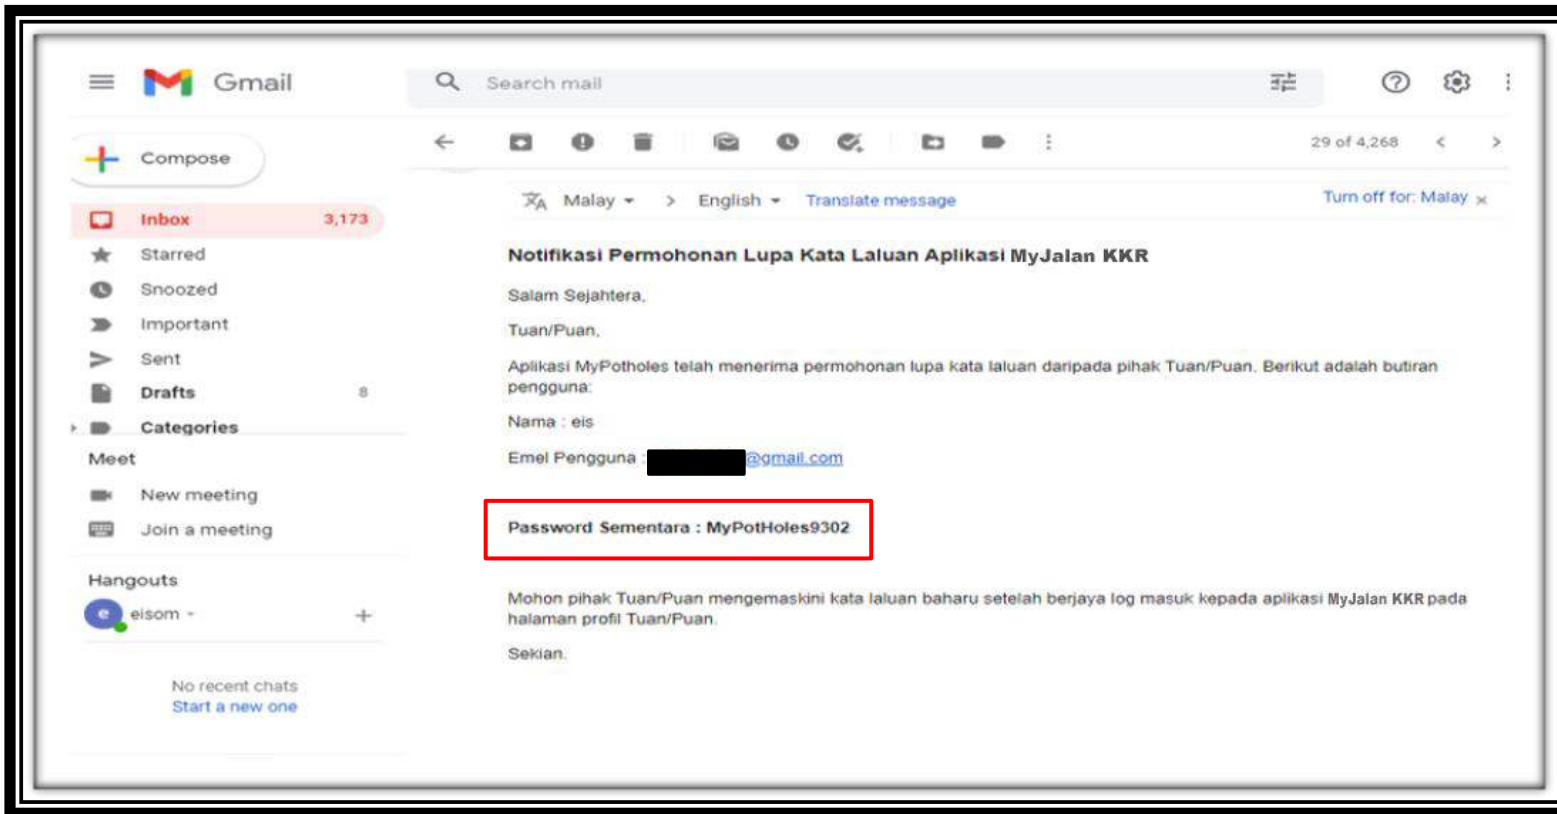 Gmail
Search mail
Compose
29 of 4,268
Malay > English Translate message Turn off for: Malay ×
Inbox 3,173
Starred
Snoozed
Important
Sent
Drafts 8
Categories
Meet
New meeting
Join a meeting
Hangouts
e eisom +
No recent chats
Start a new one
Notifikasi Permohonan Lupa Kata Laluan Aplikasi MyJalan KKR
Salam Sejahtera,
Tuan/Puan,
Aplikasi MyPotholes telah menerima permohonan lupa kata laluan daripada pihak Tuan/Puan. Berikut adalah butiran
pengguna:
Nama : eis
Emel Pengguna : @gmail.com
Password Sementara : MyPotHoles9302
Mohon pihak Tuan/Puan mengemaskini kata laluan baharu setelah berjaya log masuk kepada aplikasi MyJalan KKR pada
halaman profil Tuan/Puan.
Sekian.